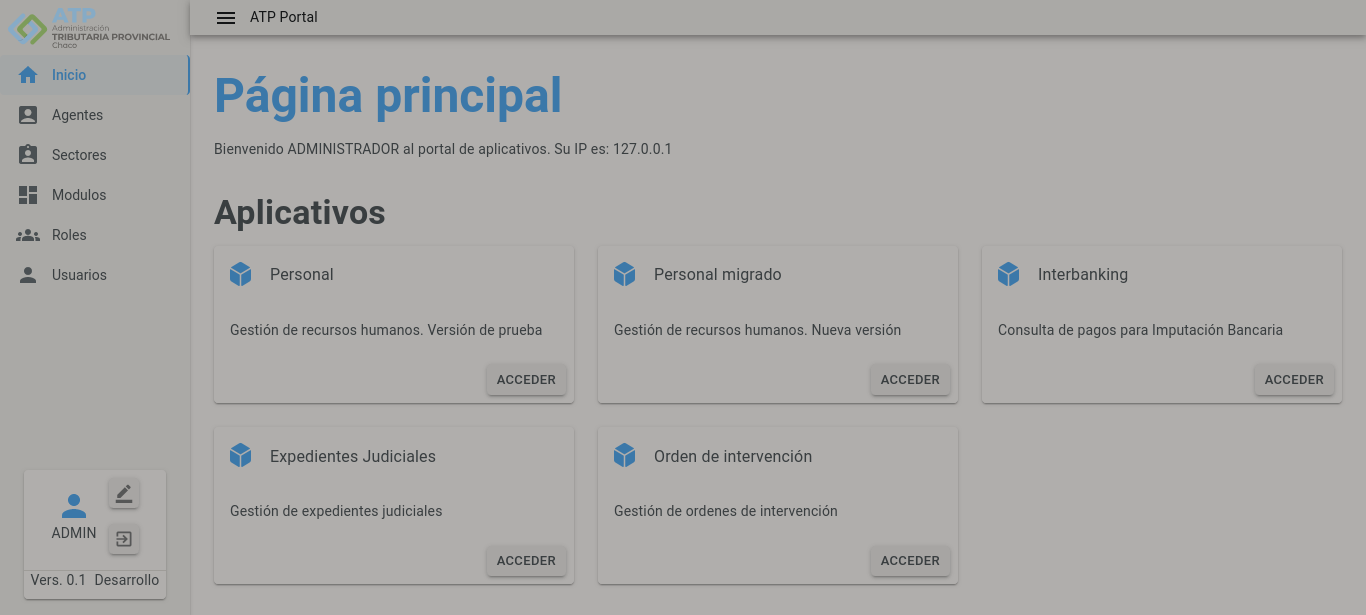 ATP
Administración
TRIBUTARIA PROVINCIAL
Chaco
ATP Portal
Inicio
Agentes
Sectores
Modulos
Roles
Usuarios
Página principal
Bienvenido ADMINISTRADOR al portal de aplicativos. Su IP es: 127.0.0.1
Aplicativos
Personal
Gestión de recursos humanos. Versión de prueba
ACCEDER
Personal migrado
Gestión de recursos humanos. Nueva versión
ACCEDER
Interbanking
Consulta de pagos para Imputación Bancaria
ACCEDER
Expedientes Judiciales
Gestión de expedientes judiciales
ACCEDER
Orden de intervención
Gestión de ordenes de intervención
ACCEDER
ADMIN
Vers. 0.1 Desarrollo